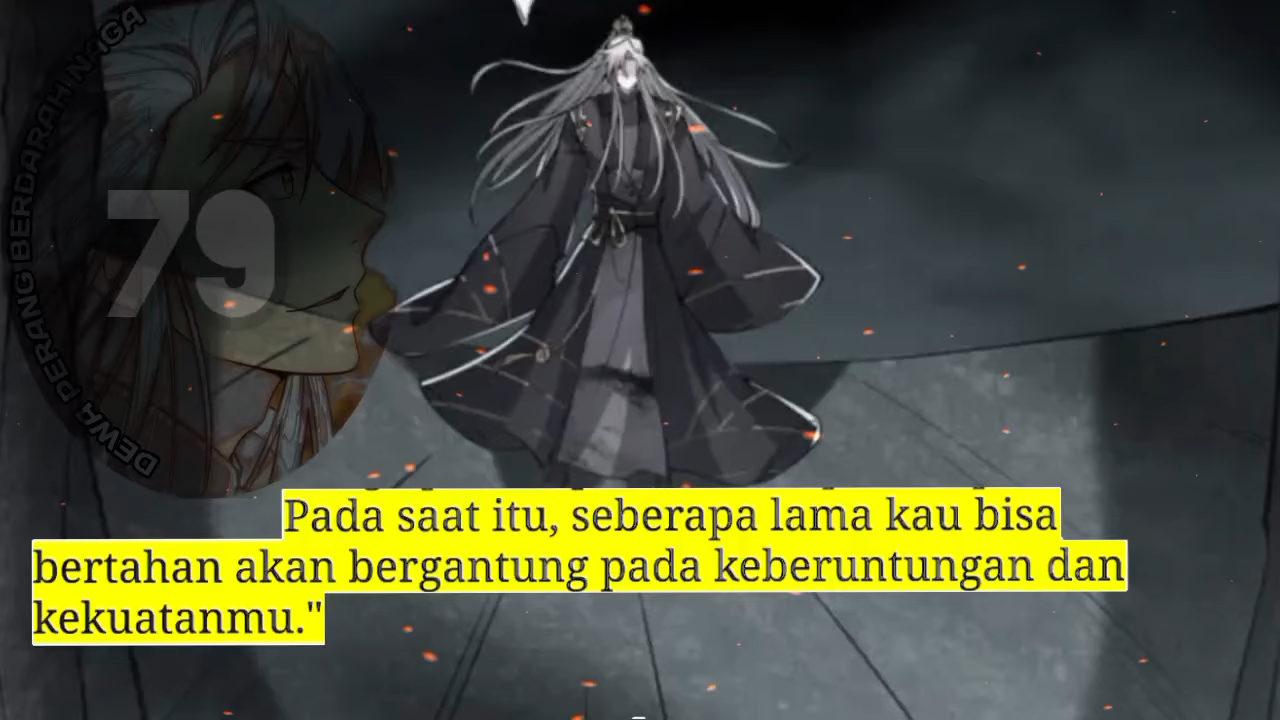 DEWA PERANG BERDARAH NAGA
79
Pada saat itu, seberapa lama kau bisa
bertahan akan bergantung pada keberuntungan dan
kekuatanmu."